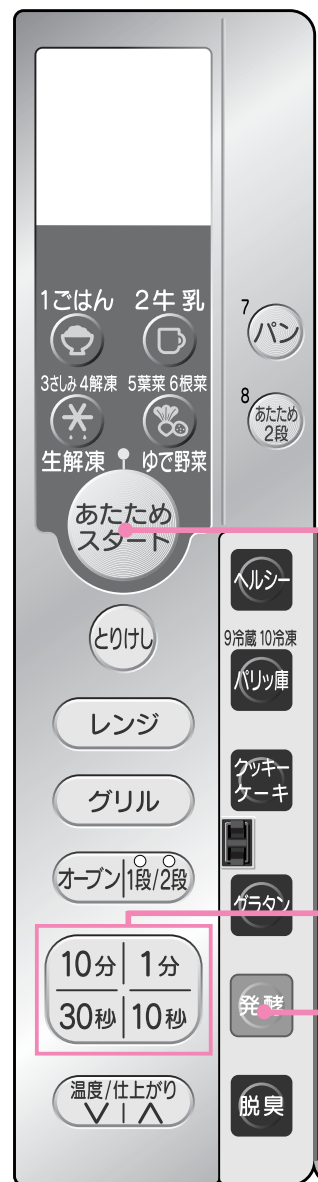 1ごはん 2牛乳
3さしみ 4解凍 5葉菜 6根菜
生解凍 ゆで野菜
あたため
スタート
とりけし
レンジ
グリル
オーブン 1段/2段
10分 1分
30秒 10秒
温度/仕上がり
7
パン
8
あたため
2段
ヘルシー
9冷蔵 10冷凍
パリッ庫
クッキー
ケーキ
グラタン
発酵
脱臭